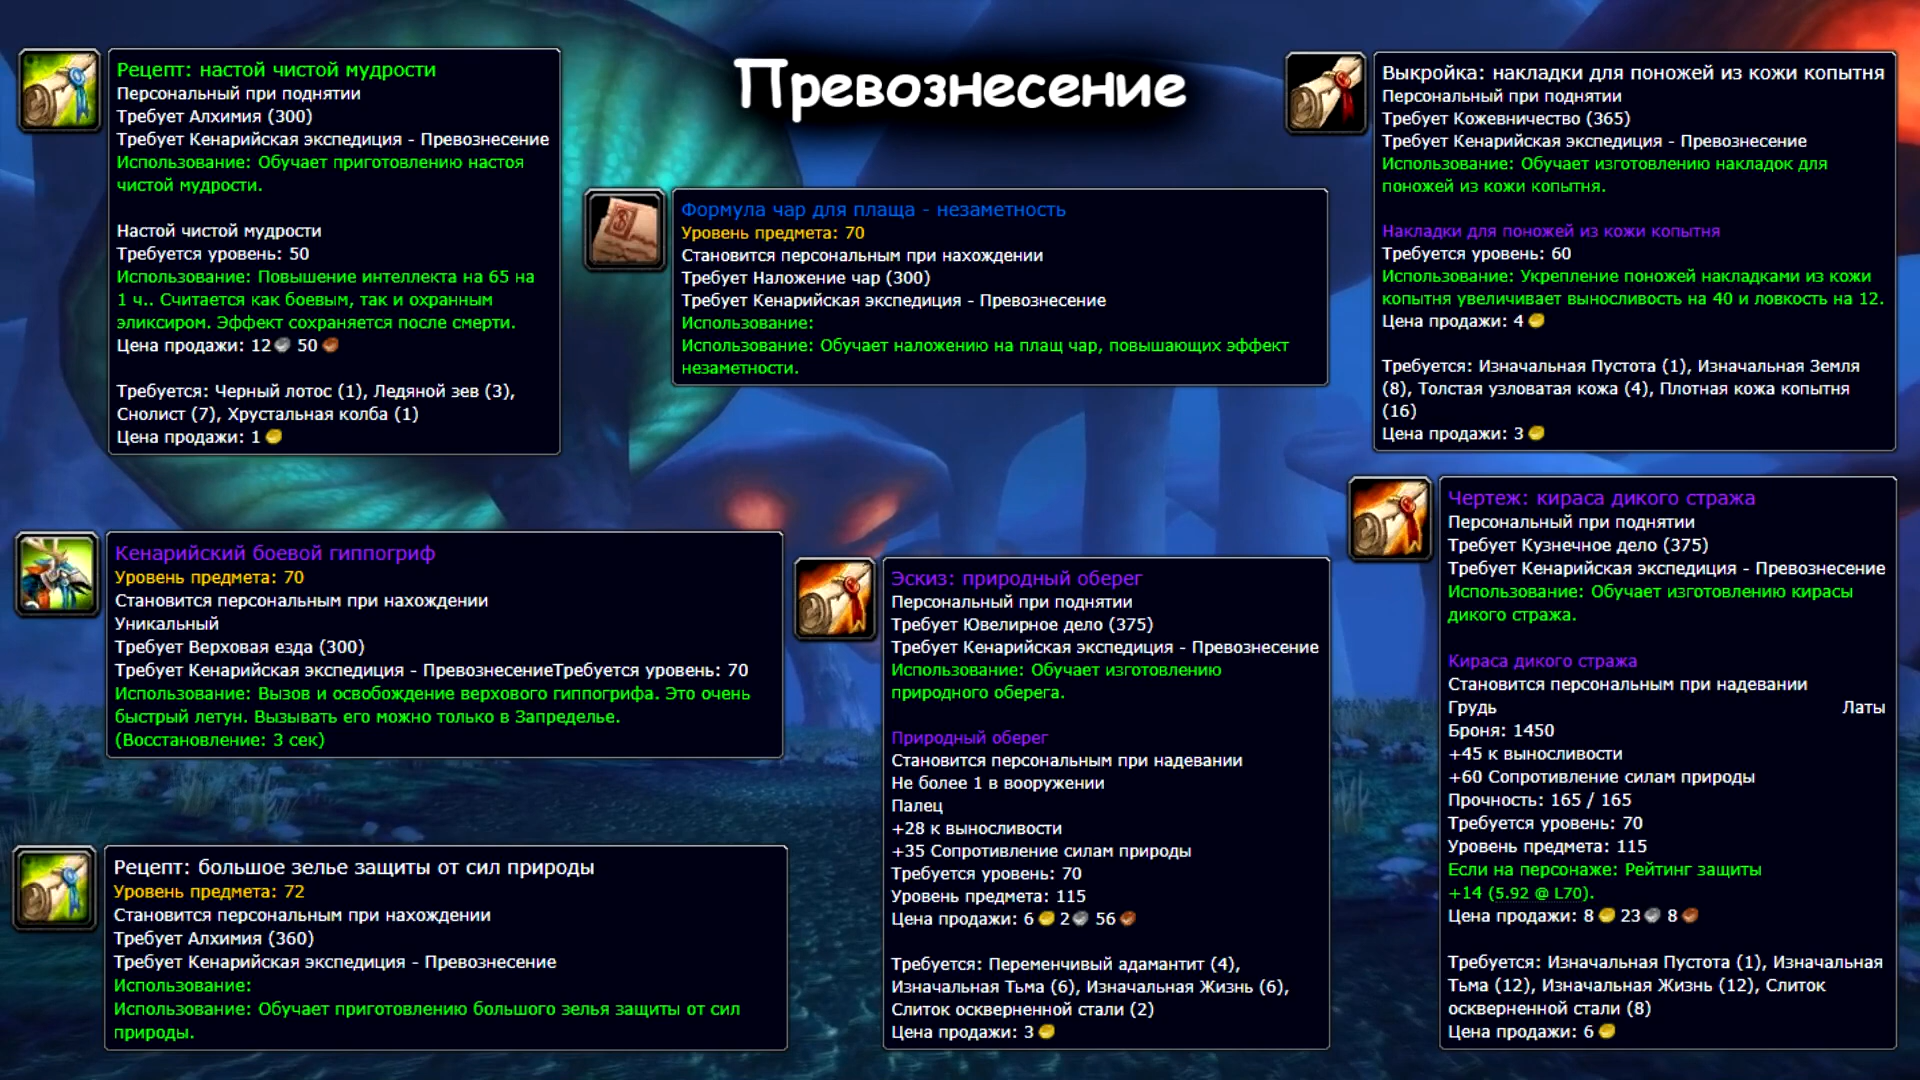 Превознесение
Рецепт: настой чистой мудрости
Персональный при поднятии
Требует Алхимия (300)
Требует Кенарийская экспедиция - Превознесение
Использование: Обучает приготовлению настоя
чистой мудрости.
Настой чистой мудрости
Требуется уровень: 50
Использование: Повышение интеллекта на 65 на
1 ч.. Считается как боевым, так и охранным
эликсиром. Эффект сохраняется после смерти.
Цена продажи: 12 50
Требуется: Черный лотос (1), Ледяной зев (3),
Снолист (7), Хрустальная колба (1)
Цена продажи: 1
Формула чар для плаща - незаметность
Уровень предмета: 70
Становится персональным при нахождении
Требует Наложение чар (300)
Требует Кенарийская экспедиция - Превознесение
Использование:
Использование: Обучает наложению на плащ чар, повышающих эффект
незаметности.
Выкройка: накладки для поножей из кожи копытня
Персональный при поднятии
Требует Кожевничество (365)
Требует Кенарийская экспедиция - Превознесение
Использование: Обучает изготовлению накладок для
поножей из кожи копытня.
Накладки для поножей из кожи копытня
Требуется уровень: 60
Использование: Укрепление поножей накладками из кожи
копытня увеличивает выносливость на 40 и ловкость на 12.
Цена продажи: 4
Требуется: Изначальная Пустота (1), Изначальная Земля
(8), Толстая узловатая кожа (4), Плотная кожа копытня
(16)
Цена продажи: 3
Кенарийский боевой гиппогриф
Уровень предмета: 70
Становится персональным при нахождении
Уникальный
Требует Верховая езда (300)
Требует Кенарийская экспедиция - ПревознесениеТребуется уровень: 70
Использование: Вызов и освобождение верхового гиппогрифа. Это очень
быстрый летун. Вызывать его можно только в Запределье.
(Восстановление: 3 сек)
Рецепт: большое зелье защиты от сил природы
Уровень предмета: 72
Становится персональным при нахождении
Требует Алхимия (360)
Требует Кенарийская экспедиция - Превознесение
Использование:
Использование: Обучает приготовлению большого зелья защиты от сил
природы.
Эскиз: природный оберег
Персональный при поднятии
Требует Ювелирное дело (375)
Требует Кенарийская экспедиция - Превознесение
Использование: Обучает изготовлению
природного оберега.
Природный оберег
Становится персональным при надевании
Не более 1 в вооружении
Палец
+28 к выносливости
+35 Сопротивление силам природы
Требуется уровень: 70
Уровень предмета: 115
Цена продажи: 6 2 56
Требуется: Переменчивый адамантит (4),
Изначальная Тьма (6), Изначальная Жизнь (6),
Слиток оскверненной стали (2)
Цена продажи: 3
Чертеж: кираса дикого стража
Персональный при поднятии
Требует Кузнечное дело (375)
Требует Кенарийская экспедиция - Превознесение
Использование: Обучает изготовлению кирасы
дикого стража.
Кираса дикого стража
Становится персональным при надевании
Грудь Латы
Броня: 1450
+45 к выносливости
+60 Сопротивление силам природы
Прочность: 165 / 165
Требуется уровень: 70
Уровень предмета: 115
Если на персонаже: Рейтинг защиты
+14 (5.92 @ L70).
Цена продажи: 8 23 8
Требуется: Изначальная Пустота (1), Изначальная
Тьма (12), Изначальная Жизнь (12), Слиток
оскверненной стали (8)
Цена продажи: 6